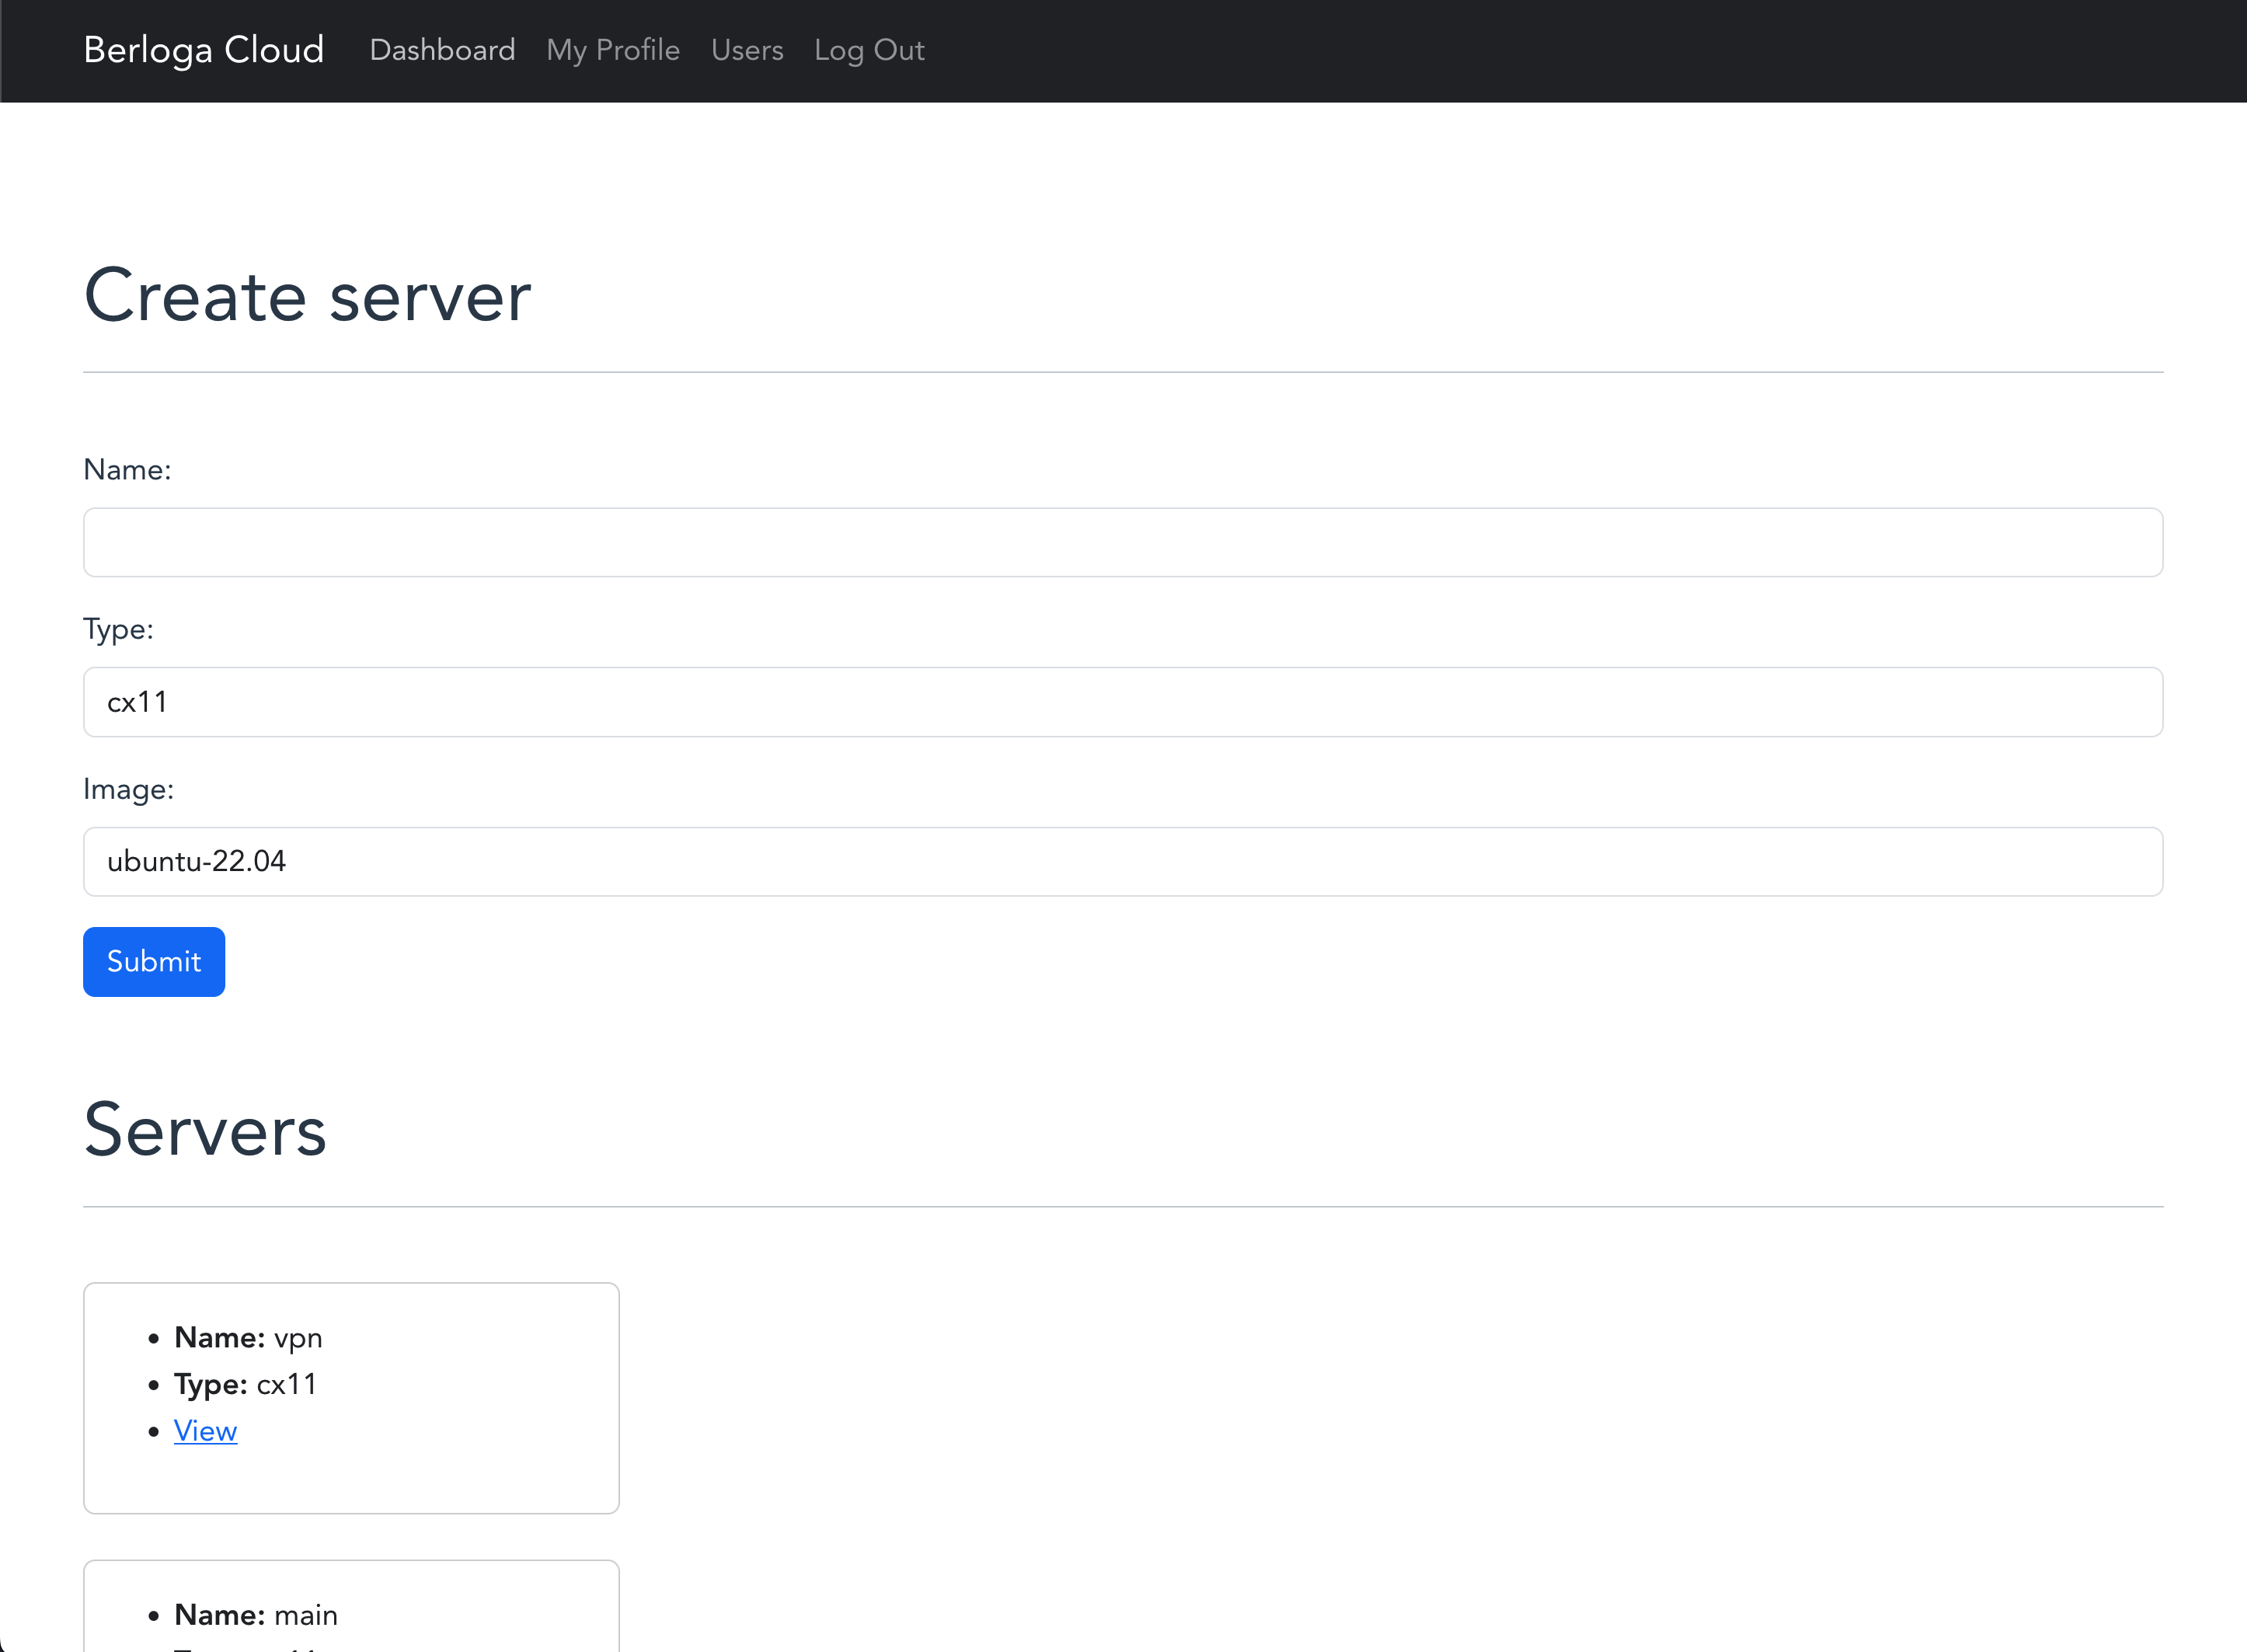 Berloga Cloud Dashboard My Profile Users Log Out
Create server
Name:
Type:
cx11
Image:
ubuntu-22.04
Submit
Servers
Name: vpn
Type: cx11
View
Name: main